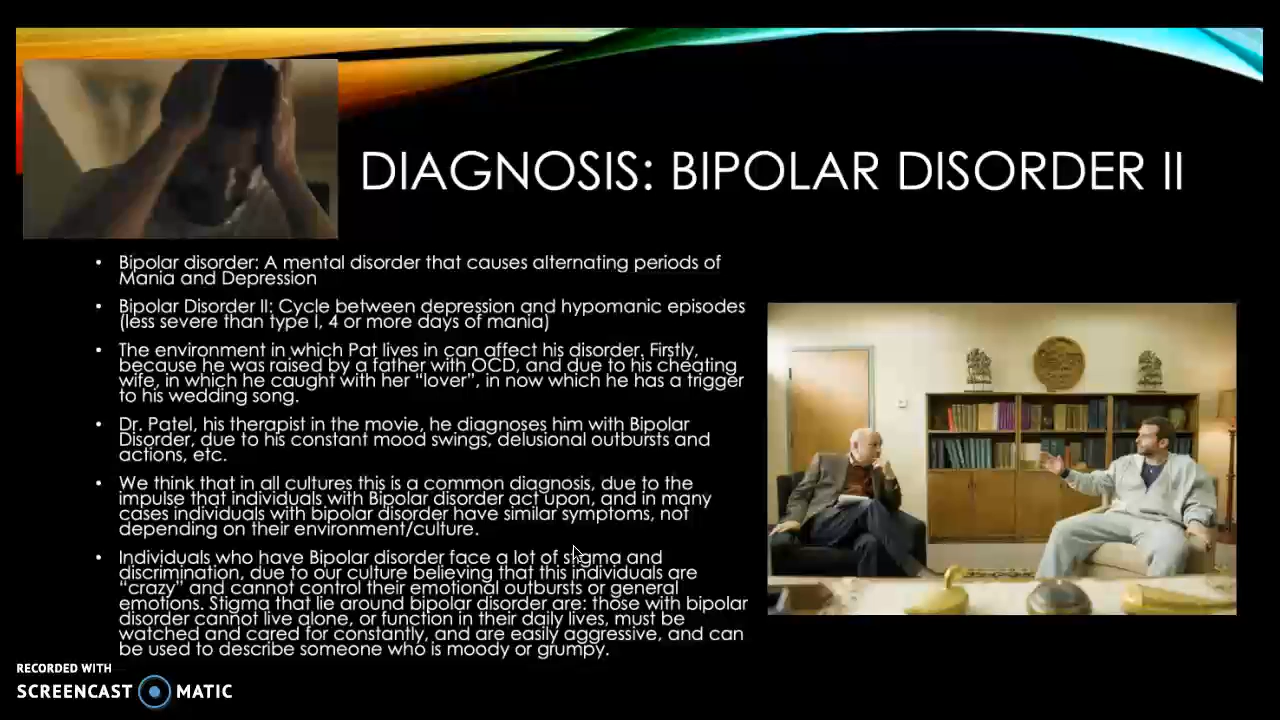 DIAGNOSIS: BIPOLAR DISORDER II
• Bipolar disorder: A mental disorder that causes alternating periods of
Mania and Depression
• Bipolar Disorder II: Cycle between depression and hypomanic episodes
(less severe than type I, 4 or more days of mania)
• The environment in which Pat lives in can affect his disorder. Firstly,
because he was raised by a father with OCD, and due to his cheating
wife, in which he caught with her “lover”, in now which he has a trigger
to his wedding song.
• Dr. Patel, his therapist in the movie, he diagnoses him with Bipolar
Disorder, due to his constant mood swings, delusional outbursts and
actions, etc.
• We think that in all cultures this is a common diagnosis, due to the
impulse that individuals with Bipolar disorder act upon, and in many
cases individuals with bipolar disorder have similar symptoms, not
depending on their environment/culture.
• Individuals who have Bipolar disorder face a lot of stigma and
discrimination, due to our culture believing that this individuals are
“crazy” and cannot control their emotional outbursts or general
emotions. Stigma that lie around bipolar disorder are: those with bipolar
disorder cannot live alone, or function in their daily lives, must be
watched and cared for constantly, and are easily aggressive, and can
be used to describe someone who is moody or grumpy.
RECORDED WITH
SCREENCAST MATIC